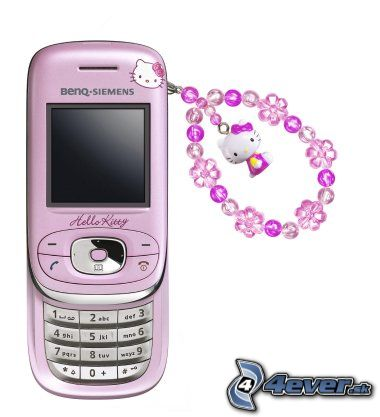 BENQ-SIEMENS
Hello Kitty
1 2 abc def 3
4 ghi 5 jkl mno 6
7 pqrs 8 tuv wxyz 9
* 0 + #
4 4ever.sk